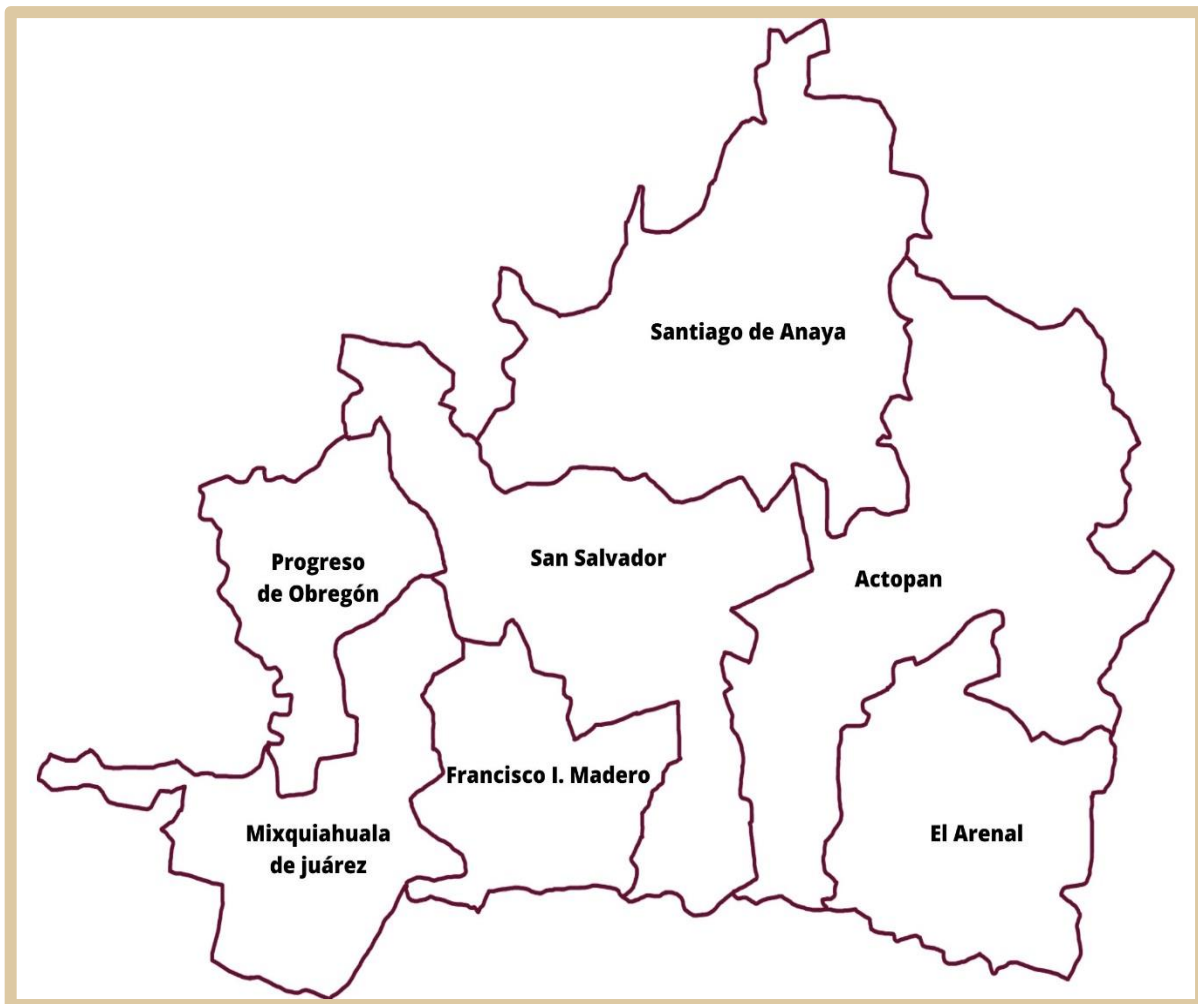 Santiago de Anaya
Progreso
de Obregón
San Salvador
Actopan
Francisco I. Madero
Mixquiahuala
de juárez
El Arenal